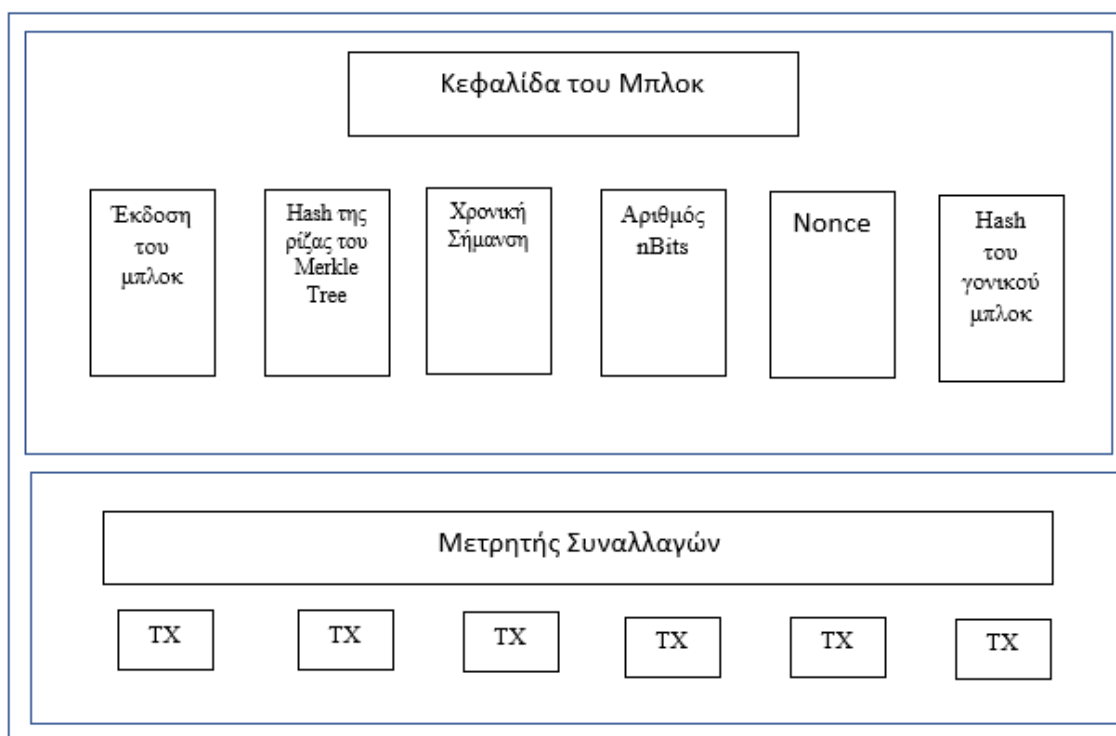 Κεφαλίδα του Μπλοκ
Έκδοση
του
μπλοκ
Hash της
ρίζας του
Merkle
Tree
Χρονική
Σήμανση
Αριθμός
nBits
Nonce
Hash
του
γονικού
μπλοκ
Μετρητής Συναλλαγών
TX
TX
TX
TX
TX
TX